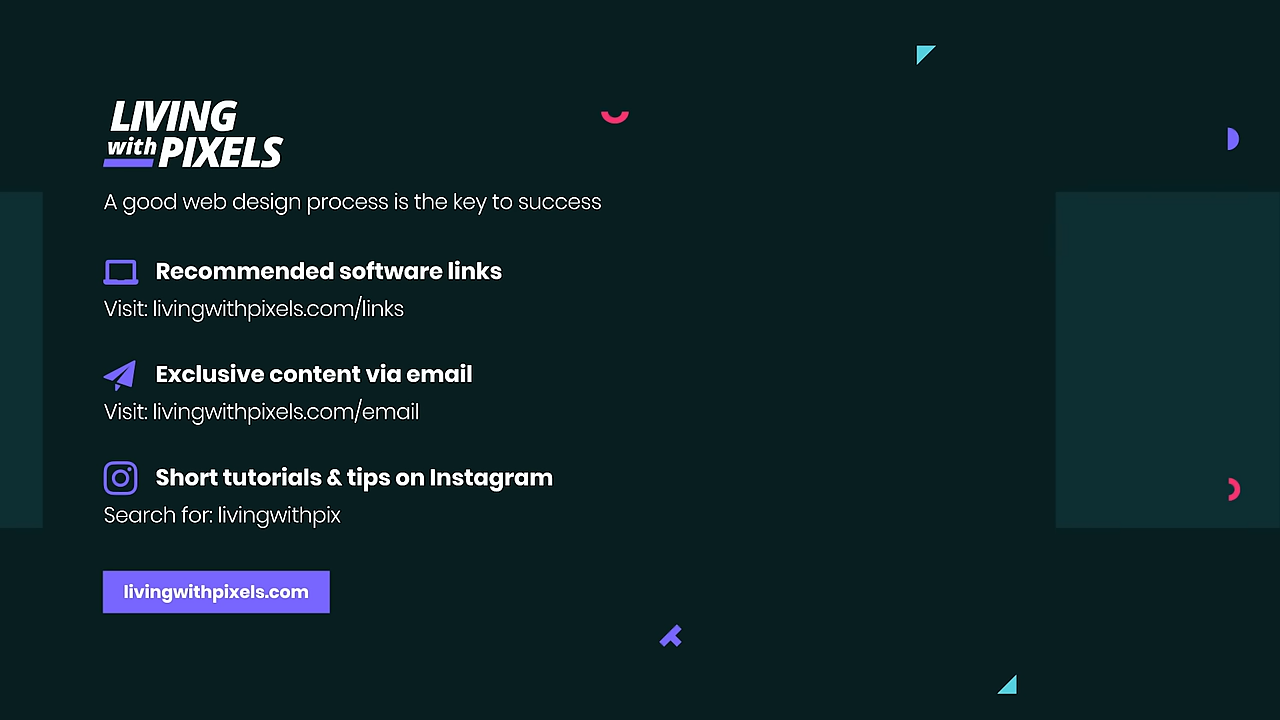 LIVING
with PIXELS
A good web design process is the key to success
Recommended software links
Visit: livingwithpixels.com/links
Exclusive content via email
Visit: livingwithpixels.com/email
Short tutorials & tips on Instagram
Search for: livingwithpix
livingwithpixels.com